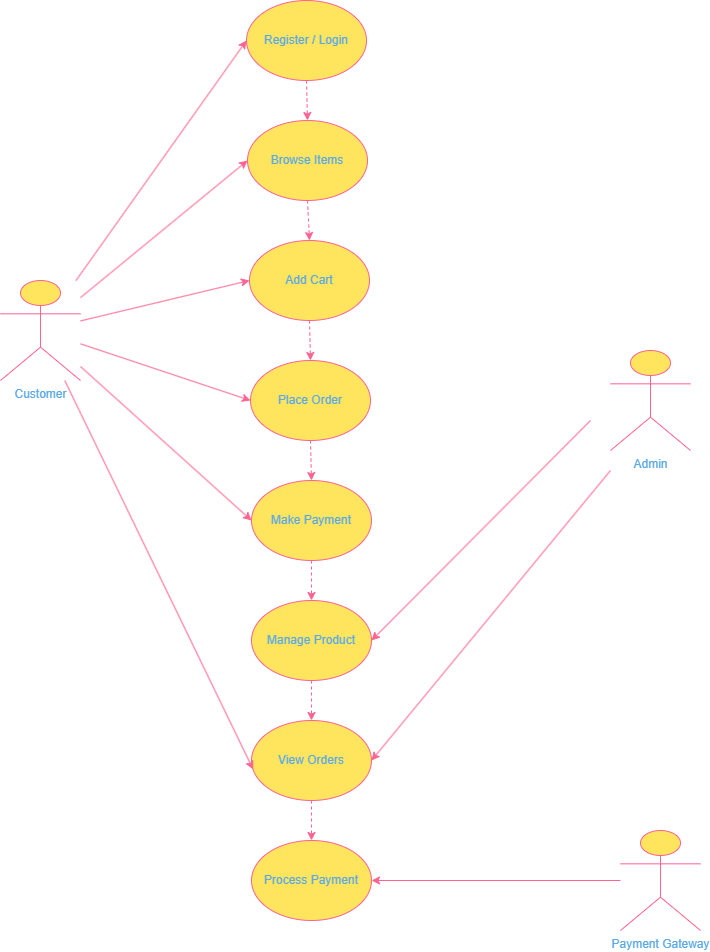 Register / Login
Browse Items
Add Cart
Customer
Place Order
Admin
Make Payment
Manage Product
View Orders
Process Payment
Payment Gateway